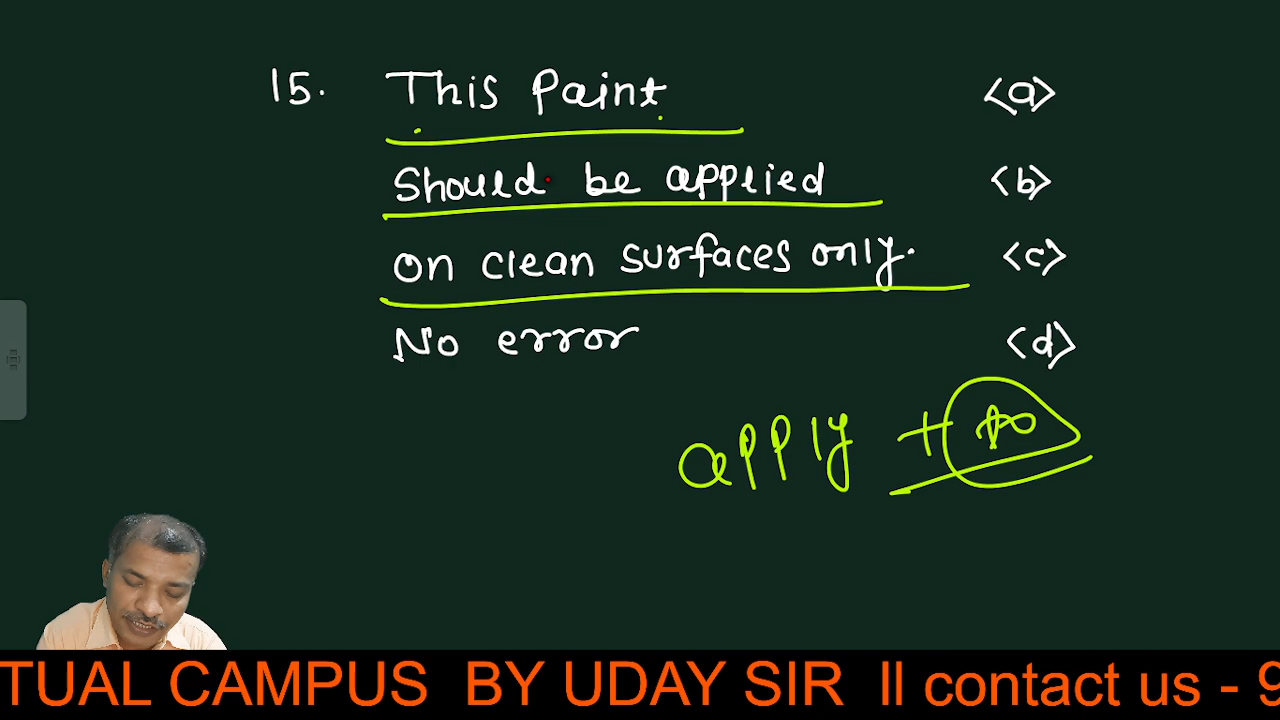 15. This Paint <a>
Should be applied <b>
on clean surfaces only. <c>
No error <d>
apply + to
TUAL CAMPUS BY UDAY SIR ll contact us - 9